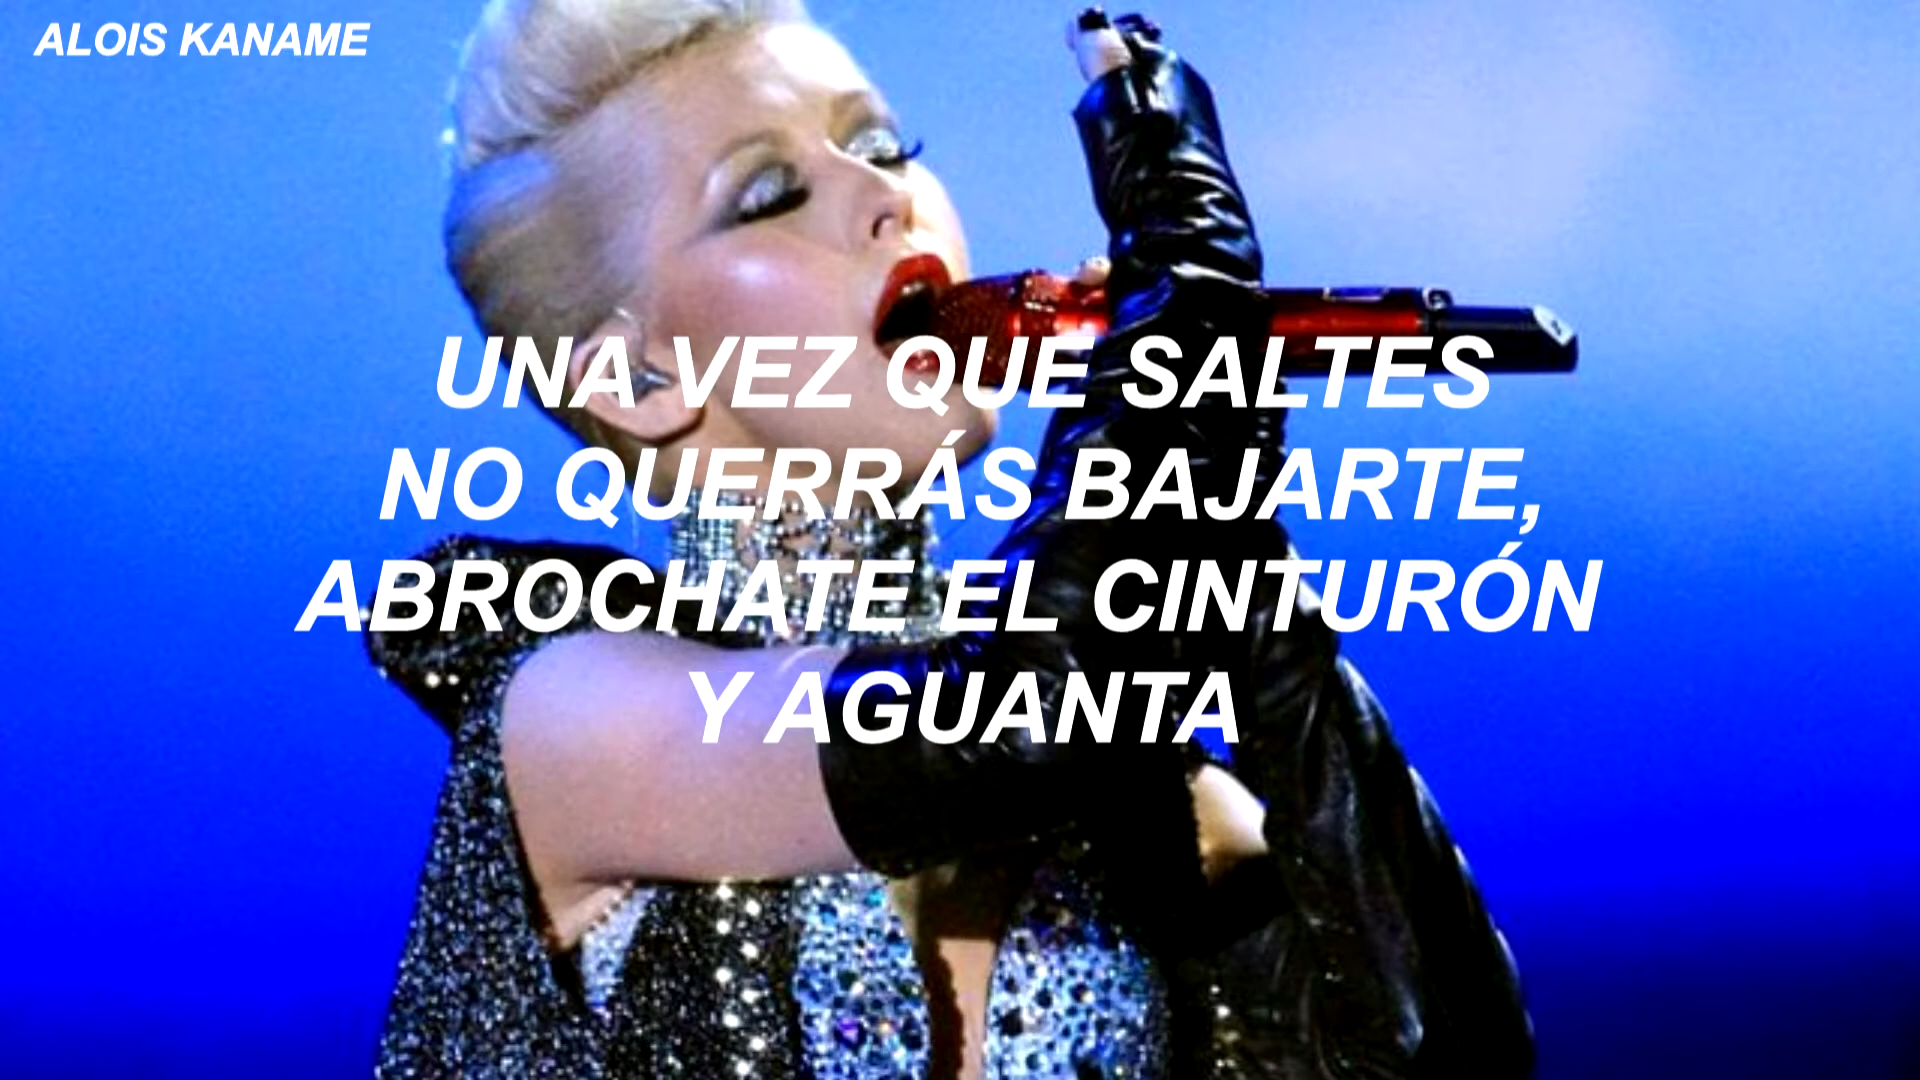 ALOIS KANAME
UNA VEZ QUE SALTES
NO QUERRÁS BAJARTE,
ABROCHATE EL CINTURÓN
Y AGUANTA